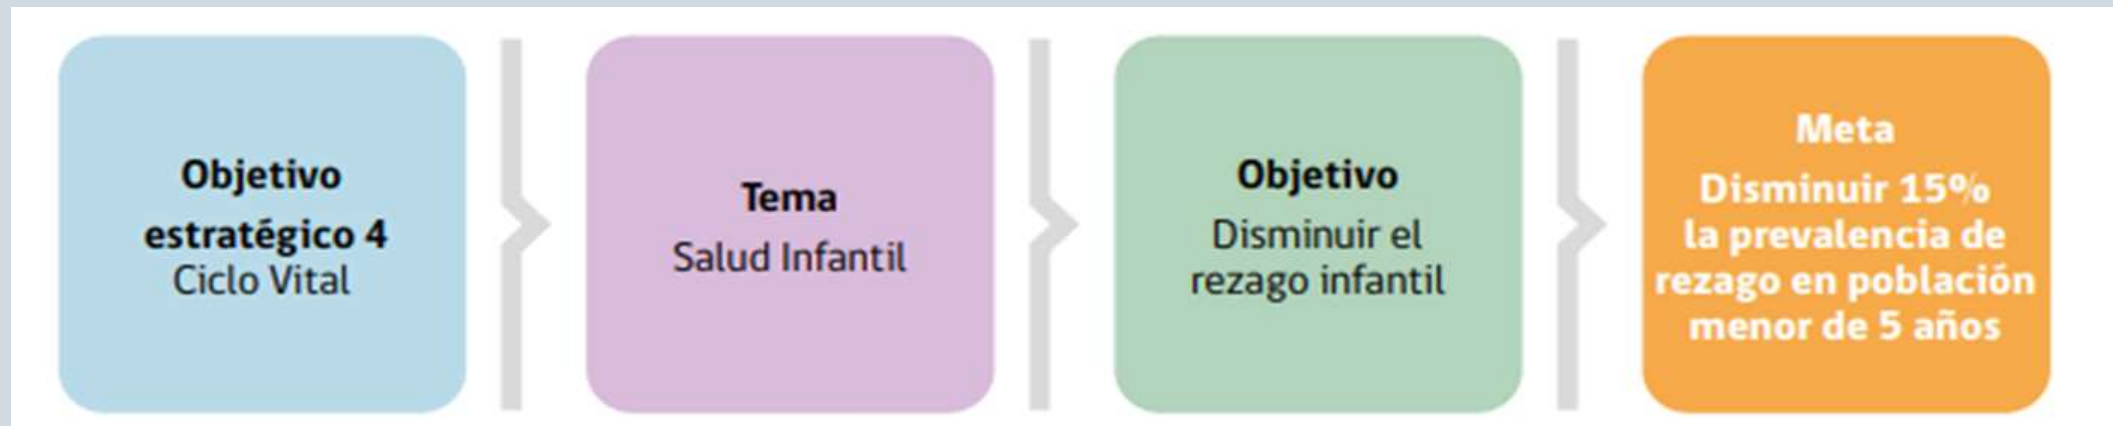 Objetivo
estratégico 4
Ciclo Vital
Tema
Salud Infantil
Objetivo
Disminuir el
rezago infantil
Meta
Disminuir 15%
la prevalencia de
rezago en población
menor de 5 años